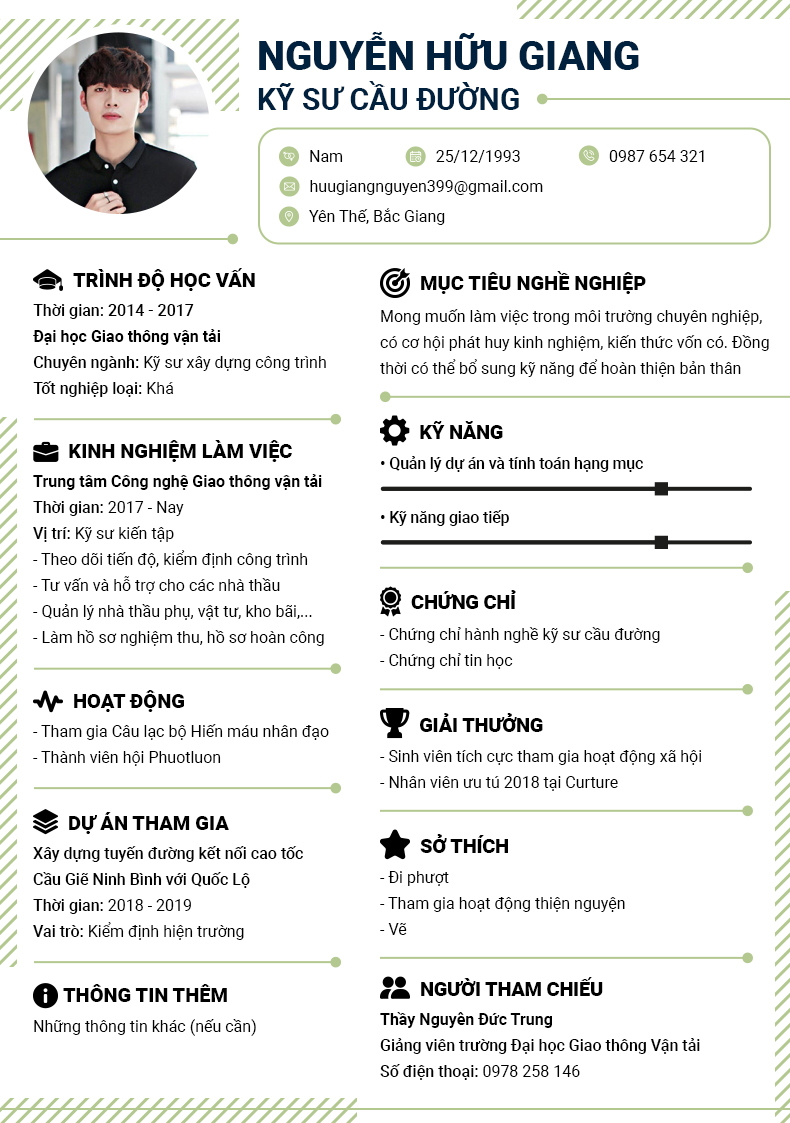 NGUYỄN HỮU GIANG
KỸ SƯ CẦU ĐƯỜNG
Nam
25/12/1993
0987 654 321
huugiangnguyen399@gmail.com
Yên Thế, Bắc Giang
TRÌNH ĐỘ HỌC VẤN
Thời gian: 2014 - 2017
Đại học Giao thông vận tải
Chuyên ngành: Kỹ sư xây dựng công trình
Tốt nghiệp loại: Khá
KINH NGHIỆM LÀM VIỆC
Trung tâm Công nghệ Giao thông vận tải
Thời gian: 2017 - Nay
Vị trí: Kỹ sư kiến tập
- Theo dõi tiến độ, kiểm định công trình
- Tư vấn và hỗ trợ cho các nhà thầu
- Quản lý nhà thầu phụ, vật tư, kho bãi,...
- Làm hồ sơ nghiệm thu, hồ sơ hoàn công
HOẠT ĐỘNG
- Tham gia Câu lạc bộ Hiến máu nhân đạo
- Thành viên hội Phuotluon
DỰ ÁN THAM GIA
Xây dựng tuyến đường kết nối cao tốc
Cầu Giẽ Ninh Bình với Quốc Lộ
Thời gian: 2018 - 2019
Vai trò: Kiểm định hiện trường
THÔNG TIN THÊM
Những thông tin khác (nếu cần)
MỤC TIÊU NGHỀ NGHIỆP
Mong muốn làm việc trong môi trường chuyên nghiệp,
có cơ hội phát huy kinh nghiệm, kiến thức vốn có. Đồng
thời có thể bổ sung kỹ năng để hoàn thiện bản thân
KỸ NĂNG
• Quản lý dự án và tính toán hạng mục
• Kỹ năng giao tiếp
CHỨNG CHỈ
- Chứng chỉ hành nghề kỹ sư cầu đường
- Chứng chỉ tin học
GIẢI THƯỞNG
- Sinh viên tích cực tham gia hoạt động xã hội
- Nhân viên ưu tú 2018 tại Curture
SỞ THÍCH
- Đi phượt
- Tham gia hoạt động thiện nguyện
- Vẽ
NGƯỜI THAM CHIẾU
Thầy Nguyên Đức Trung
Giảng viên trường Đại học Giao thông Vận tải
Số điện thoại: 0978 258 146